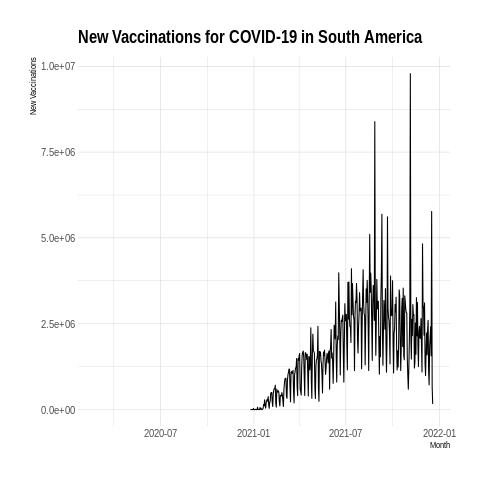 New Vaccinations for COVID-19 in South America
New Vaccinations
1.0e+07
7.5e+06
5.0e+06
2.5e+06
0.0e+00
2020-07
2021-01
2021-07
2022-01
Month